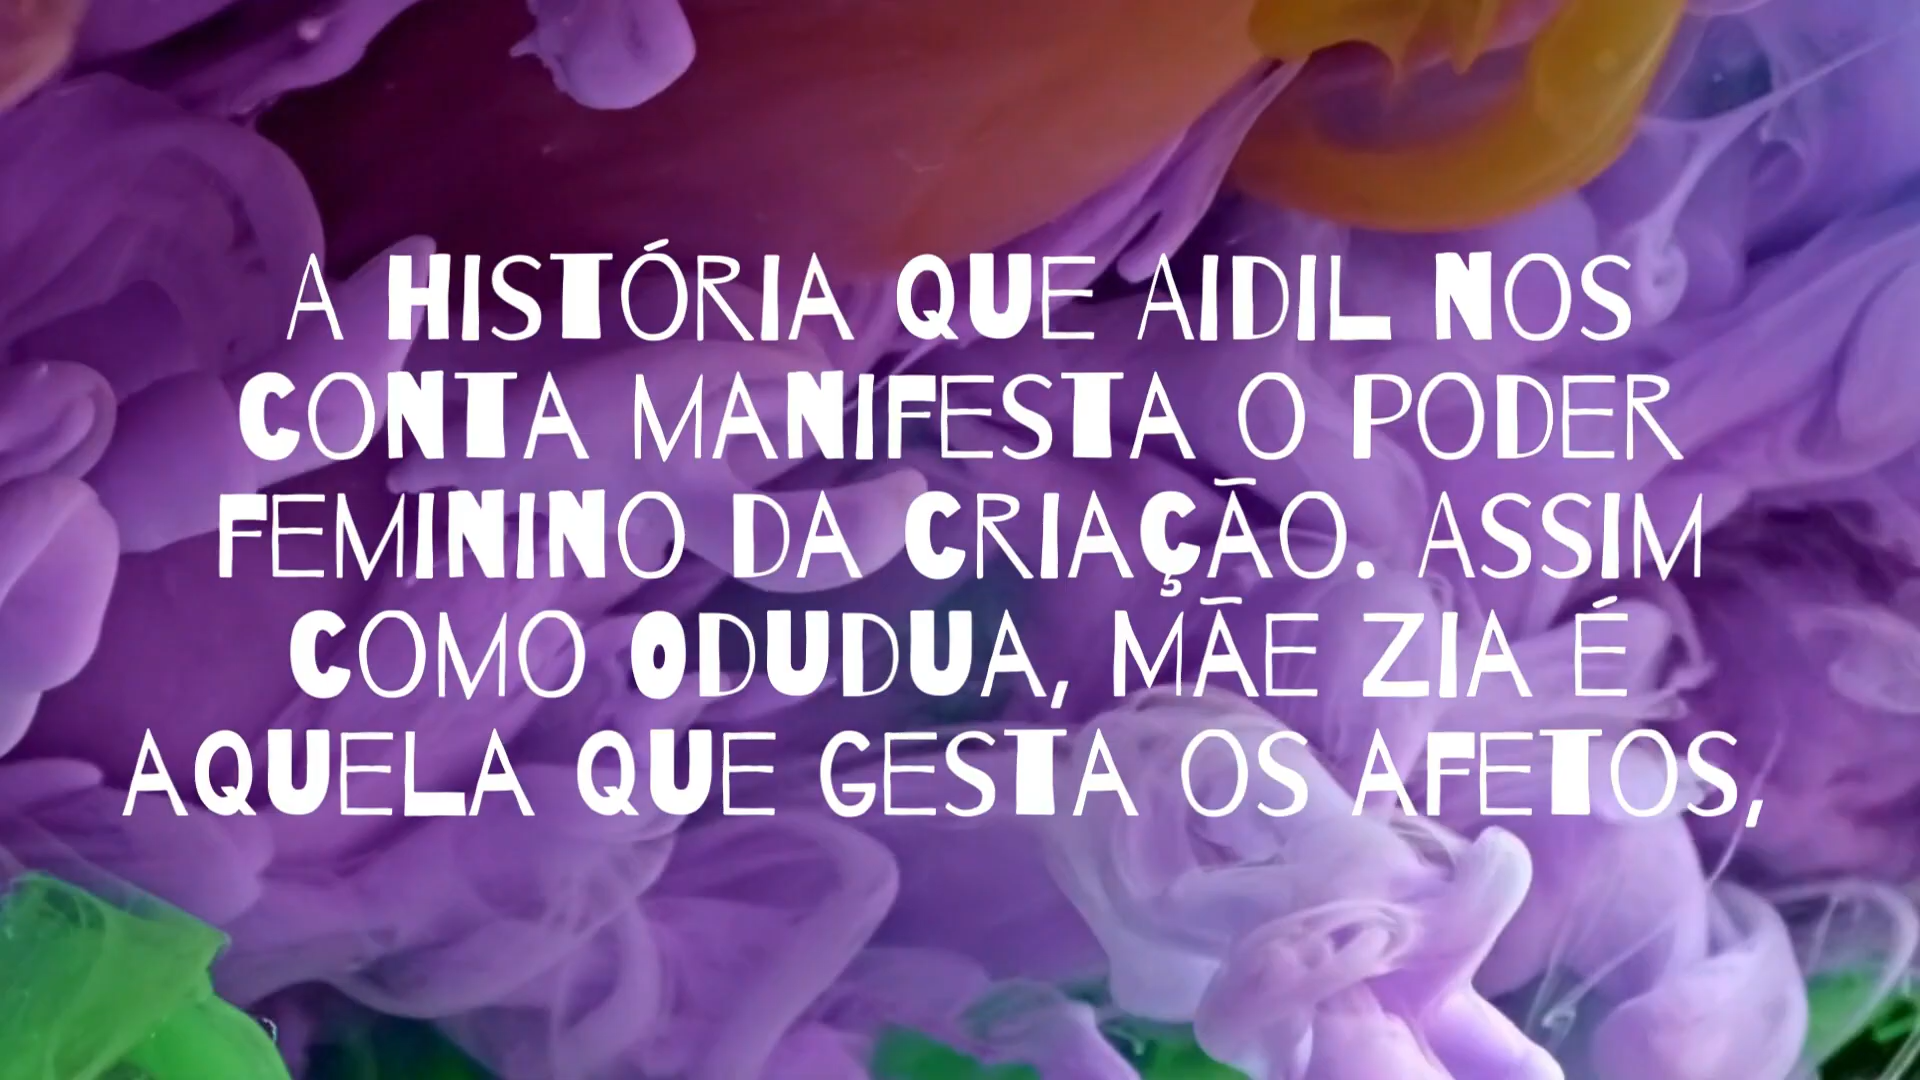 A HISTÓRIA QUE AIDIL NOS
CONTA MANIFESTA O PODER
FEMININO DA CRIAÇÃO. ASSIM
COMO ODUDUA, MÃE ZIA É
AQUELA QUE GESTA OS AFETOS,